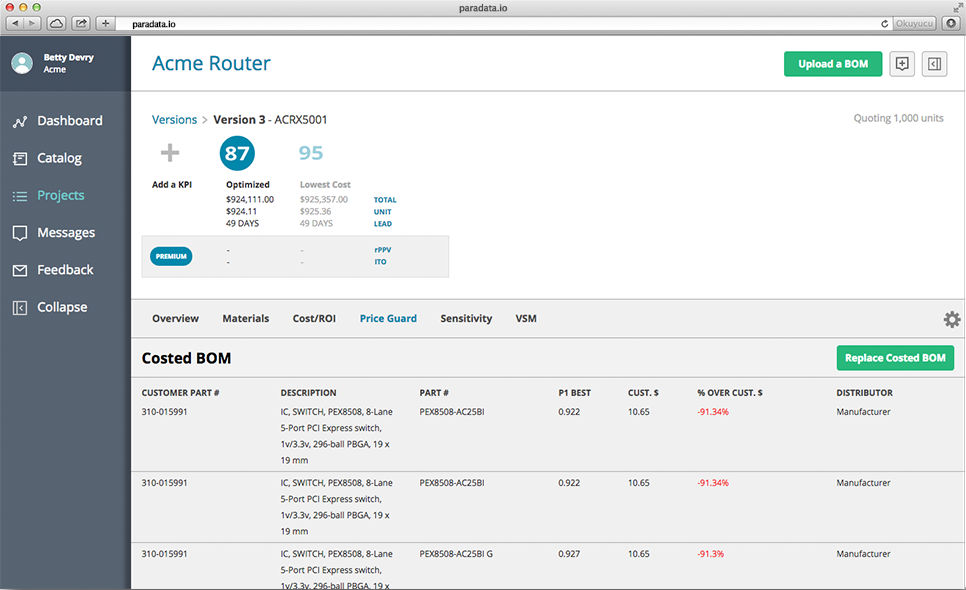 paradata.io
paradata.io
Okuyucu
Betty Devry
Acme
Dashboard
Catalog
Projects
Messages
Feedback
Collapse
Acme Router
Upload a BOM
Versions > Version 3 - ACRX5001
Quoting 1,000 units
87 95
Add a KPI Optimized Lowest Cost
$924,111.00 $925,357.00 TOTAL
$924.11 $925.36 UNIT
49 DAYS 49 DAYS LEAD
PREMIUM
- - rPPV
- - ITO
Overview Materials Cost/ROI Price Guard Sensitivity VSM
Costed BOM
Replace Costed BOM
CUSTOMER PART # DESCRIPTION PART # P1 BEST CUST. $ % OVER CUST. $ DISTRIBUTOR
310-015991 IC, SWITCH, PEX8508, 8-Lane PEX8508-AC25BI 0.922 10.65 -91.34% Manufacturer
5-Port PCI Express switch,
1v/3.3v, 296-ball PBGA, 19 x
19 mm
310-015991 IC, SWITCH, PEX8508, 8-Lane PEX8508-AC25BI 0.922 10.65 -91.34% Manufacturer
5-Port PCI Express switch,
1v/3.3v, 296-ball PBGA, 19 x
19 mm
310-015991 IC, SWITCH, PEX8508, 8-Lane PEX8508-AC25BI G 0.927 10.65 -91.3% Manufacturer
5-Port PCI Express switch,
1v/3.3v, 296-ball PBGA, 19 x